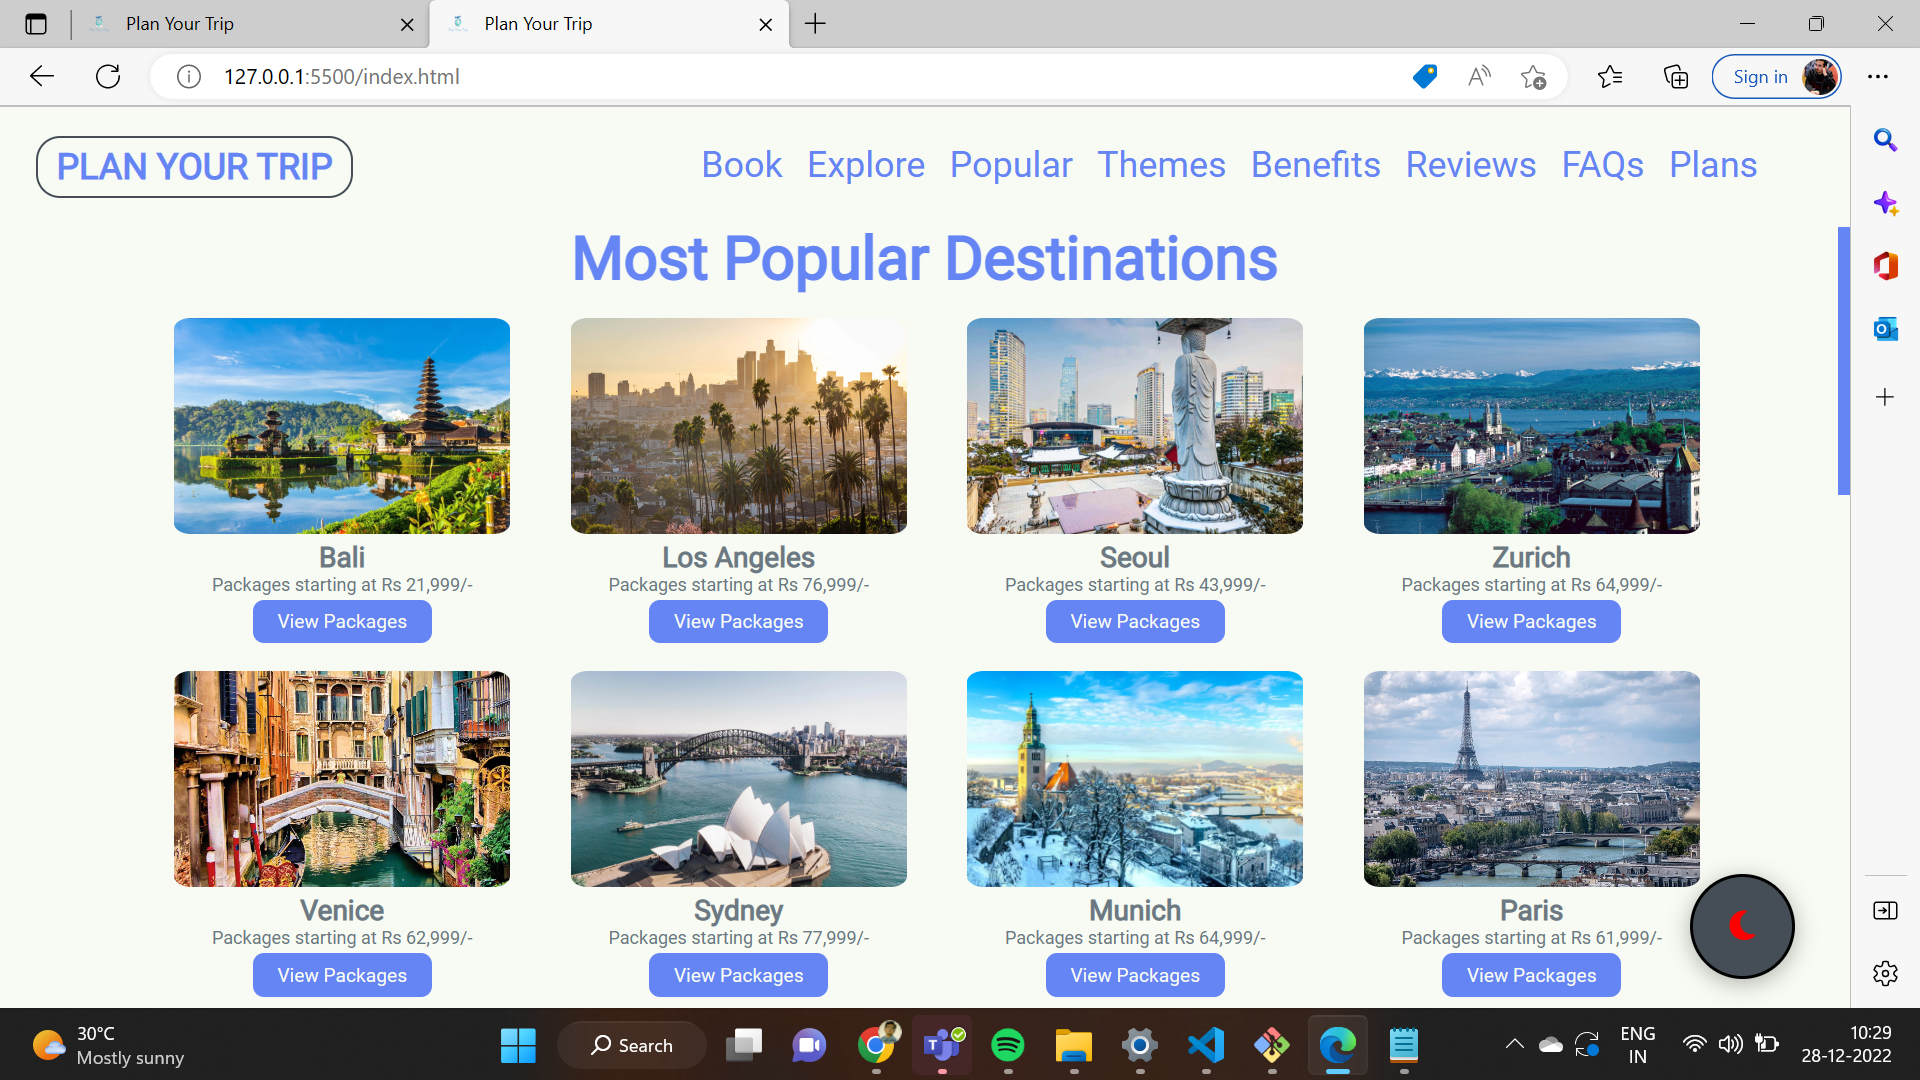 Plan Your Trip
Plan Your Trip
127.0.0.1:5500/index.html
Sign in
PLAN YOUR TRIP
Book Explore Popular Themes Benefits Reviews FAQs Plans
Most Popular Destinations
Bali
Packages starting at Rs 21,999/-
View Packages
Los Angeles
Packages starting at Rs 76,999/-
View Packages
Seoul
Packages starting at Rs 43,999/-
View Packages
Zurich
Packages starting at Rs 64,999/-
View Packages
Venice
Packages starting at Rs 62,999/-
View Packages
Sydney
Packages starting at Rs 77,999/-
View Packages
Munich
Packages starting at Rs 64,999/-
View Packages
Paris
Packages starting at Rs 61,999/-
View Packages
30°C
Mostly sunny
Search
ENG
IN
10:29
28-12-2022